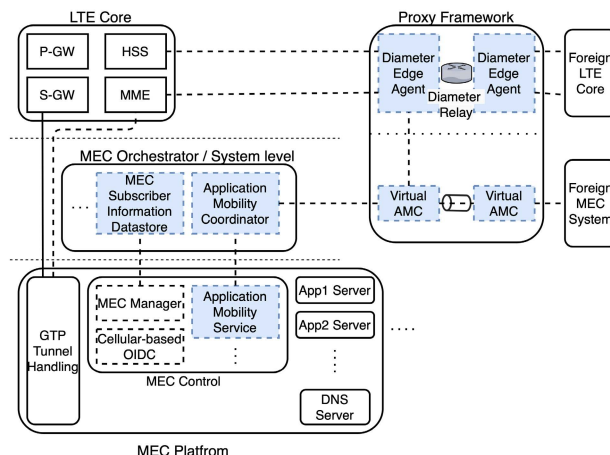 LTE Core
P-GW
HSS
S-GW
MME
Proxy Framework
Diameter
Edge
Agent
Diameter
Relay
Diameter
Edge
Agent
Foreign
LTE
Core
MEC Orchestrator / System level
....
MEC
Subscriber
Information
Datastore
Application
Mobility
Coordinator
Virtual
AMC
Virtual
AMC
Foreign
MEC
System
GTP
Tunnel
Handling
MEC Manager
Cellular-based
OIDC
Application
Mobility
Service
MEC Control
App1 Server
App2 Server
....
DNS
Server
MEC Platfrom